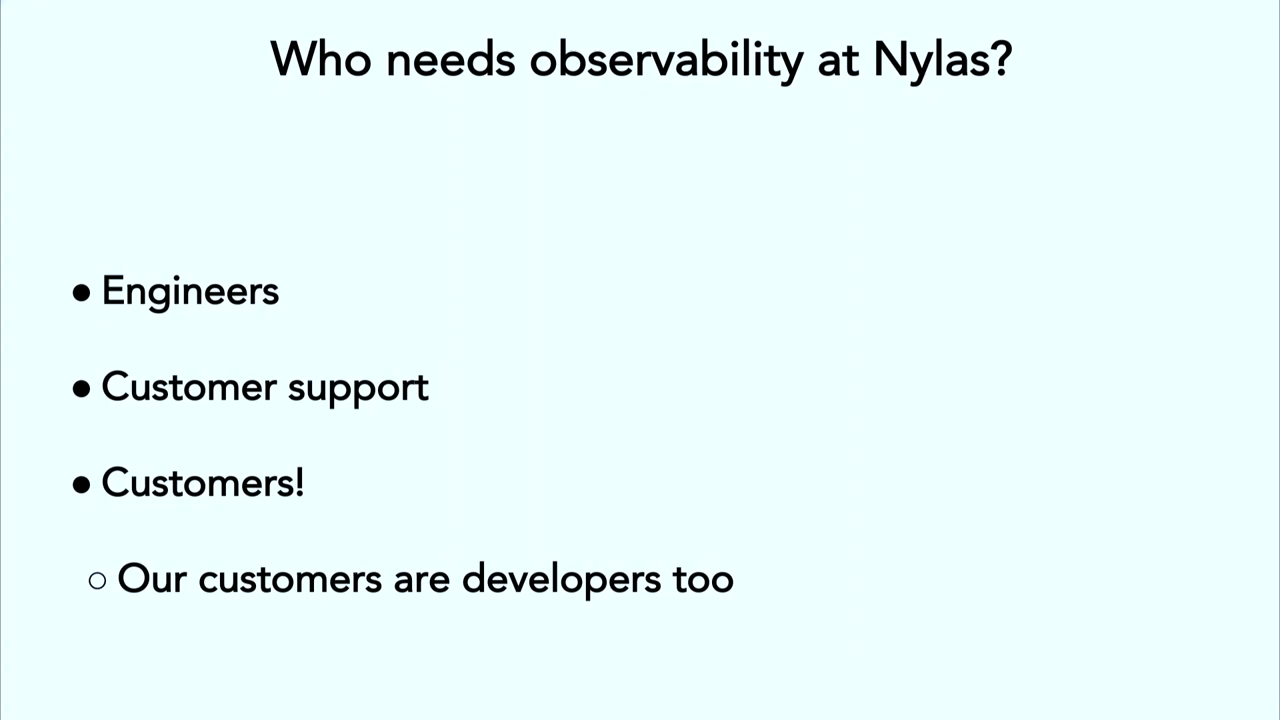 Who needs observability at Nylas?
● Engineers
● Customer support
● Customers!
○ Our customers are developers too